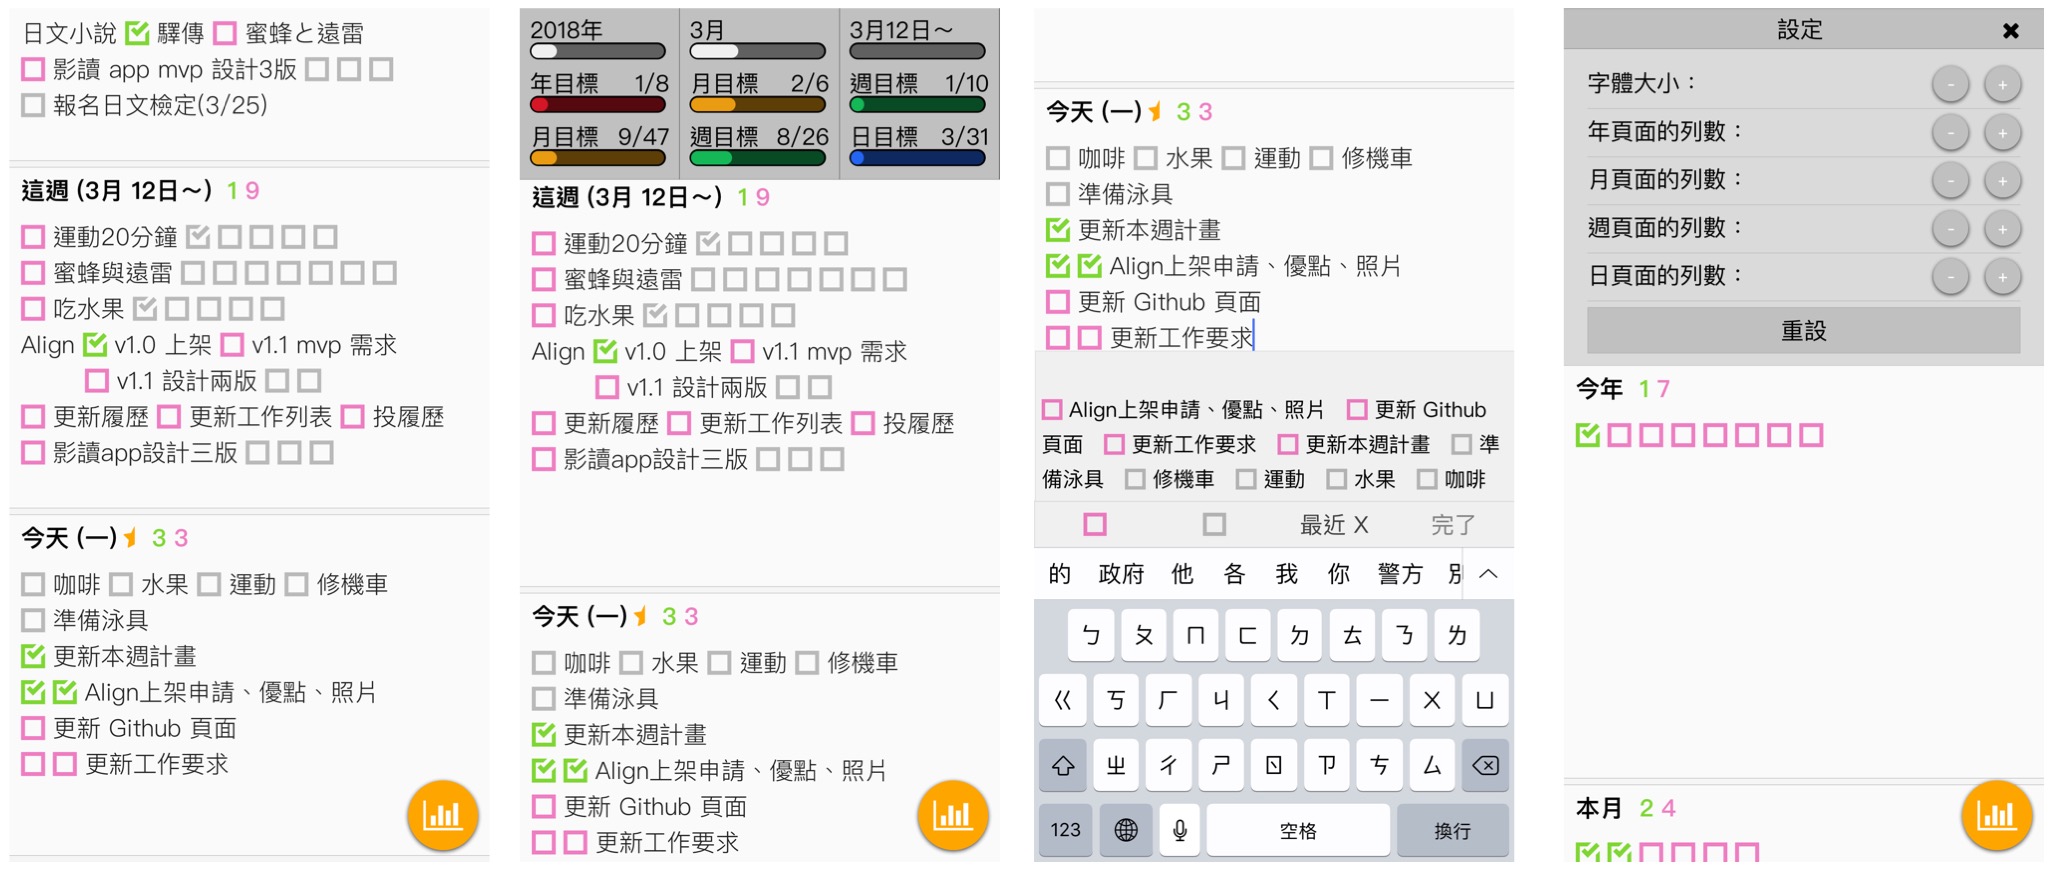 日文小說 驛傳 蜜蜂と遠雷
影讀 app mvp 設計3版
報名日文檢定(3/25)
這週 (3月 12日～) 1 9
運動20分鐘
蜜蜂與遠雷
吃水果
Align v1.0 上架 v1.1 mvp 需求
v1.1 設計兩版
更新履歷 更新工作列表 投履歷
影讀app設計三版
今天 (一) 3 3
咖啡 水果 運動 修機車
準備泳具
更新本週計畫
Align上架申請、優點、照片
更新 Github 頁面
更新工作要求
2018年 3月 3月12日～
年目標 1/8 月目標 2/6 週目標 1/10
月目標 9/47 週目標 8/26 日目標 3/31
這週 (3月 12日～) 1 9
運動20分鐘
蜜蜂與遠雷
吃水果
Align v1.0 上架 v1.1 mvp 需求
v1.1 設計兩版
更新履歷 更新工作列表 投履歷
影讀app設計三版
今天 (一) 3 3
咖啡 水果 運動 修機車
準備泳具
更新本週計畫
Align上架申請、優點、照片
更新 Github 頁面
更新工作要求
今天 (一) 3 3
咖啡 水果 運動 修機車
準備泳具
更新本週計畫
Align上架申請、優點、照片
更新 Github 頁面
更新工作要求
Align上架申請、優點、照片 更新 Github
頁面 更新工作要求 更新本週計畫 準
備泳具 修機車 運動 水果 咖啡
最近 X 完了
的 政府 他 各 我 你 警方 別
ㄅ ㄆ ㄇ ㄈ ㄉ ㄊ ㄋ ㄌ
ㄍ ㄎ ㄏ ㄐ ㄑ ㄒ ㄧ ㄨ ㄩ
ㄓ ㄔ ㄕ ㄖ ㄗ ㄘ ㄙ
123 空格 換行
設定
字體大小： - +
年頁面的列數： - +
月頁面的列數： - +
週頁面的列數： - +
日頁面的列數： - +
重設
今年 1 7
本月 2 4